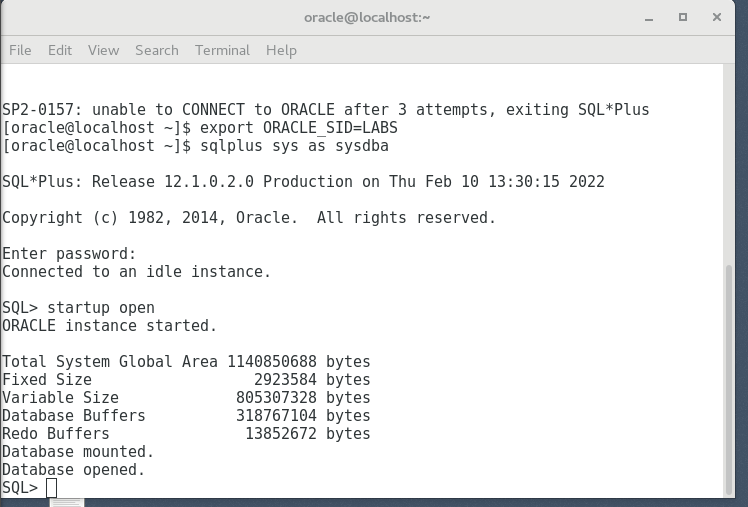 oracle@localhost:~
File Edit View Search Terminal Help
SP2-0157: unable to CONNECT to ORACLE after 3 attempts, exiting SQL*Plus
[oracle@localhost ~]$ export ORACLE_SID=LABS
[oracle@localhost ~]$ sqlplus sys as sysdba
SQL*Plus: Release 12.1.0.2.0 Production on Thu Feb 10 13:30:15 2022
Copyright (c) 1982, 2014, Oracle.  All rights reserved.
Enter password:
Connected to an idle instance.
SQL> startup open
ORACLE instance started.
Total System Global Area 1140850688 bytes
Fixed Size                  2923584 bytes
Variable Size             805307328 bytes
Database Buffers          318767104 bytes
Redo Buffers               13852672 bytes
Database mounted.
Database opened.
SQL>